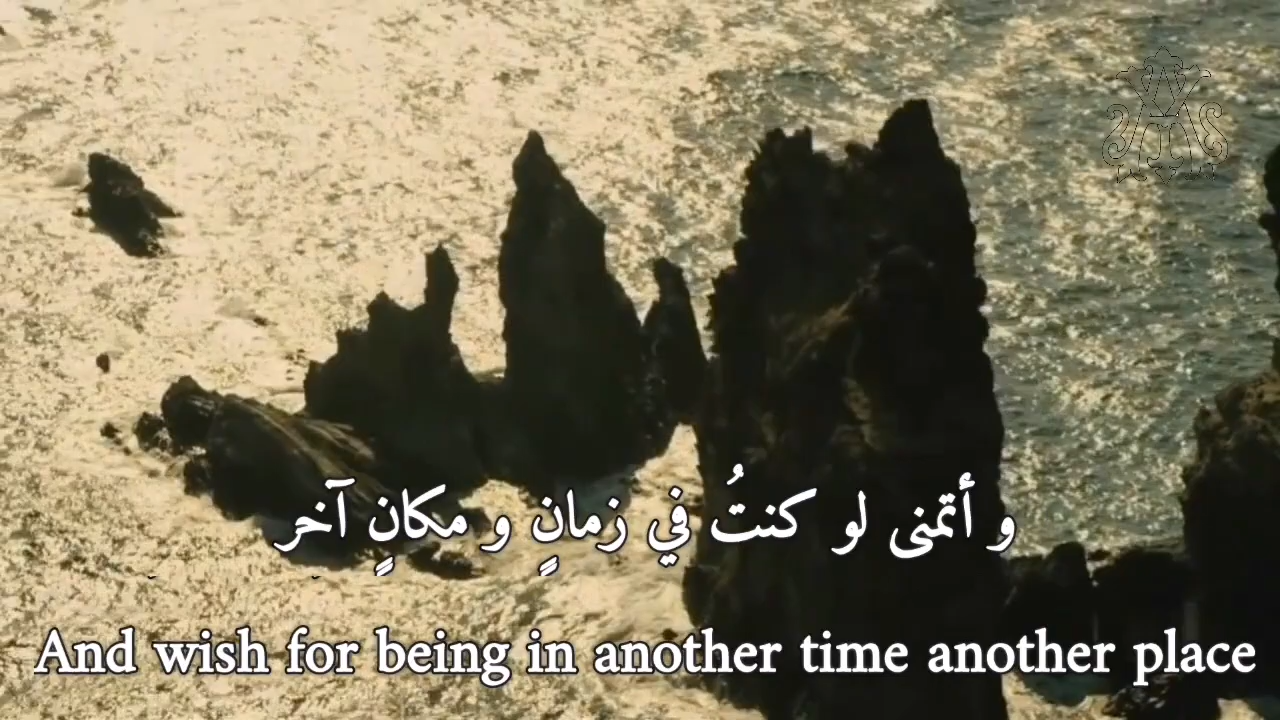 و أتمنى لو كنتُ في زمانٍ و مكانٍ آخر
And wish for being in another time another place